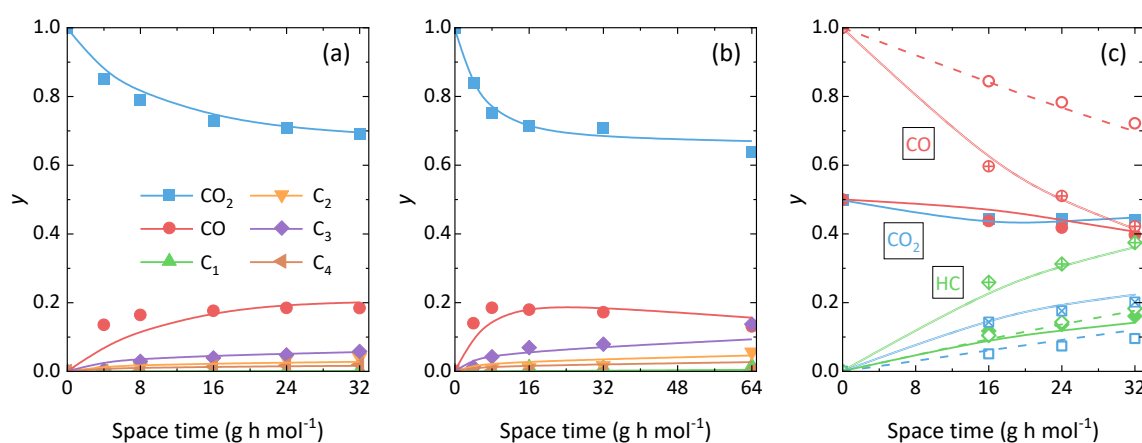 (a)
1.0
0.8
0.6
0.4
0.2
0.0
y
CO₂
CO
C₁
C₂
C₃
C₄
0 8 16 24 32
Space time (g h mol⁻¹)
(b)
1.0
0.8
0.6
0.4
0.2
0.0
y
0 16 32 48 64
Space time (g h mol⁻¹)
(c)
1.0
0.8
0.6
0.4
0.2
0.0
y
CO
CO₂
HC
0 8 16 24 32
Space time (g h mol⁻¹)